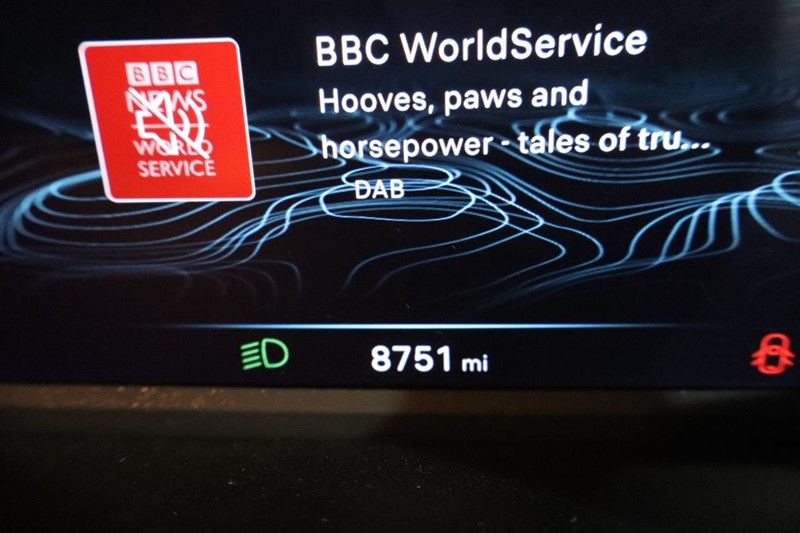 BBC
NEWS
WORLD
SERVICE
BBC WorldService
Hooves, paws and
horsepower - tales of tru...
DAB
8751 mi